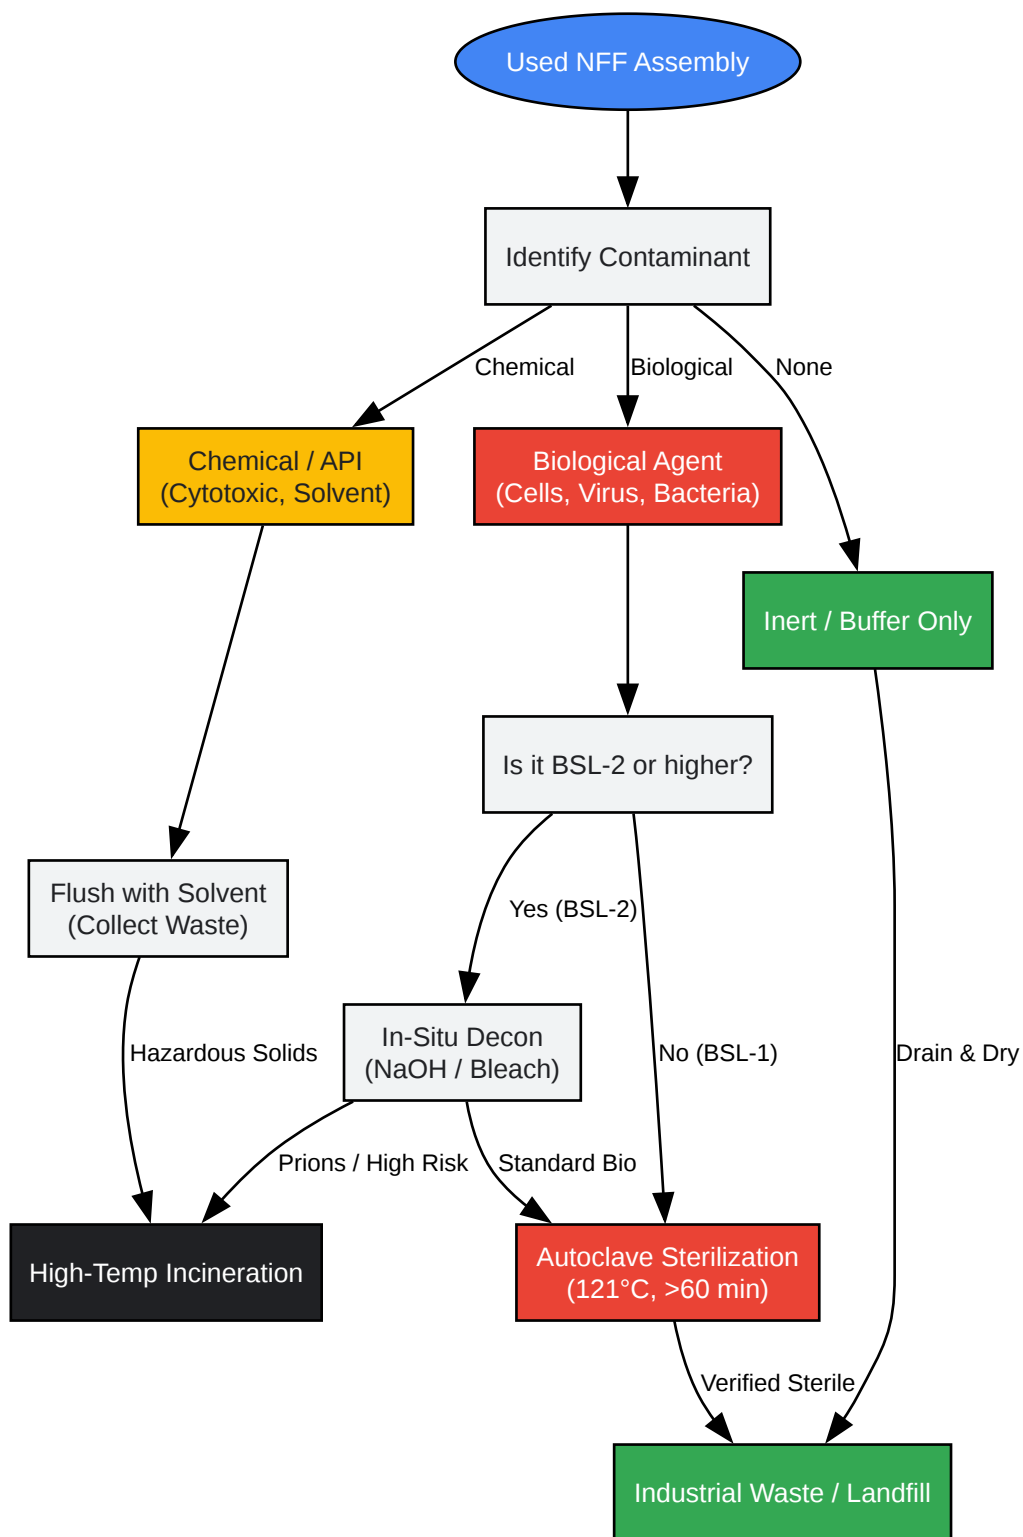 Used NFF Assembly
Identify Contaminant
Chemical
Biological
None
Chemical / API
(Cytotoxic, Solvent)
Biological Agent
(Cells, Virus, Bacteria)
Inert / Buffer Only
Is it BSL-2 or higher?
Flush with Solvent
(Collect Waste)
Yes (BSL-2)
In-Situ Decon
(NaOH / Bleach)
Hazardous Solids
No (BSL-1)
Drain & Dry
Prions / High Risk
Standard Bio
High-Temp Incineration
Autoclave Sterilization
(121°C, >60 min)
Verified Sterile
Industrial Waste / Landfill